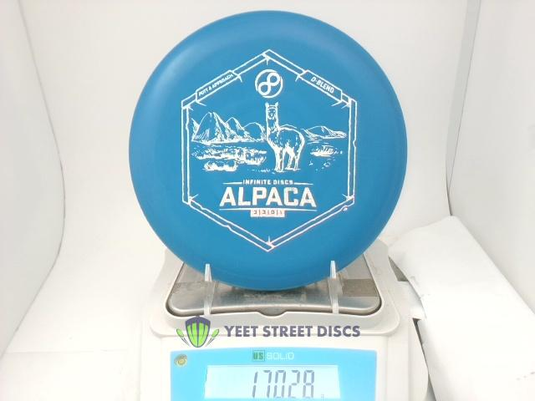 PUTT & APPROACH
D-BLEND
INFINITE DISCS
ALPACA
2|3|0|1
YEET STREET DISCS
US SOLID
170.28